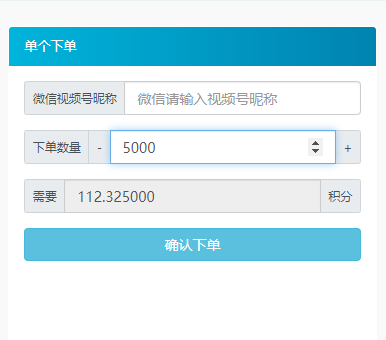 单个下单
微信视频号昵称 微信请输入视频号昵称
下单数量 - 5000 +
需要 112.325000 积分
确认下单